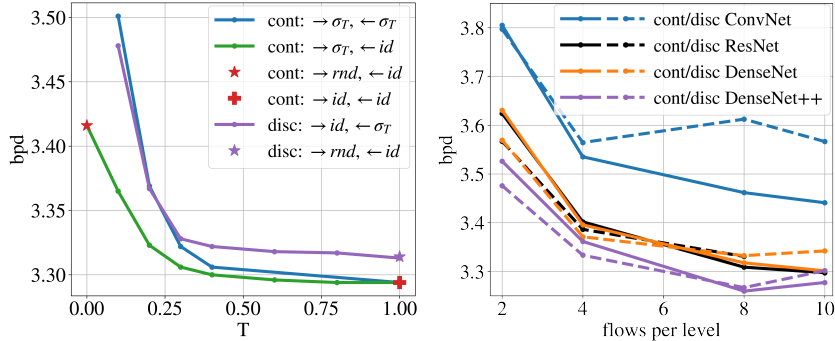 3.50
3.45
3.40
3.35
3.30
bpd
0.00 0.25 0.50 0.75 1.00
T
cont: → σ_T, ← σ_T
cont: → σ_T, ← id
cont: → rnd, ← id
cont: → id, ← id
disc: → id, ← σ_T
disc: → rnd, ← id
3.8
3.7
3.6
3.5
3.4
3.3
bpd
2 4 6 8 10
flows per level
cont/disc ConvNet
cont/disc ResNet
cont/disc DenseNet
cont/disc DenseNet++